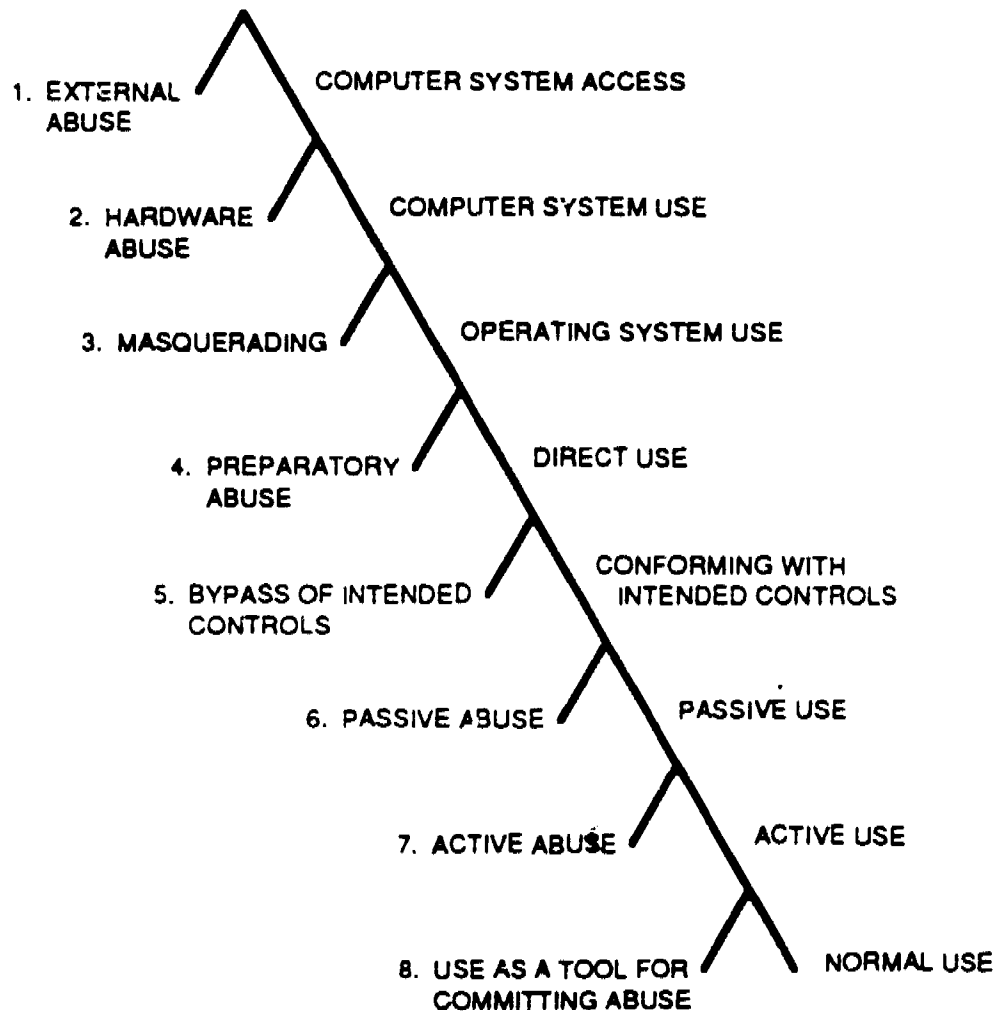 COMPUTER SYSTEM ACCESS
1. EXTERNAL
ABUSE
COMPUTER SYSTEM USE
2. HARDWARE
ABUSE
OPERATING SYSTEM USE
3. MASQUERADING
DIRECT USE
4. PREPARATORY
ABUSE
CONFORMING WITH
INTENDED CONTROLS
5. BYPASS OF INTENDED
CONTROLS
PASSIVE USE
6. PASSIVE ABUSE
ACTIVE USE
7. ACTIVE ABUSE
NORMAL USE
8. USE AS A TOOL FOR
COMMITTING ABUSE